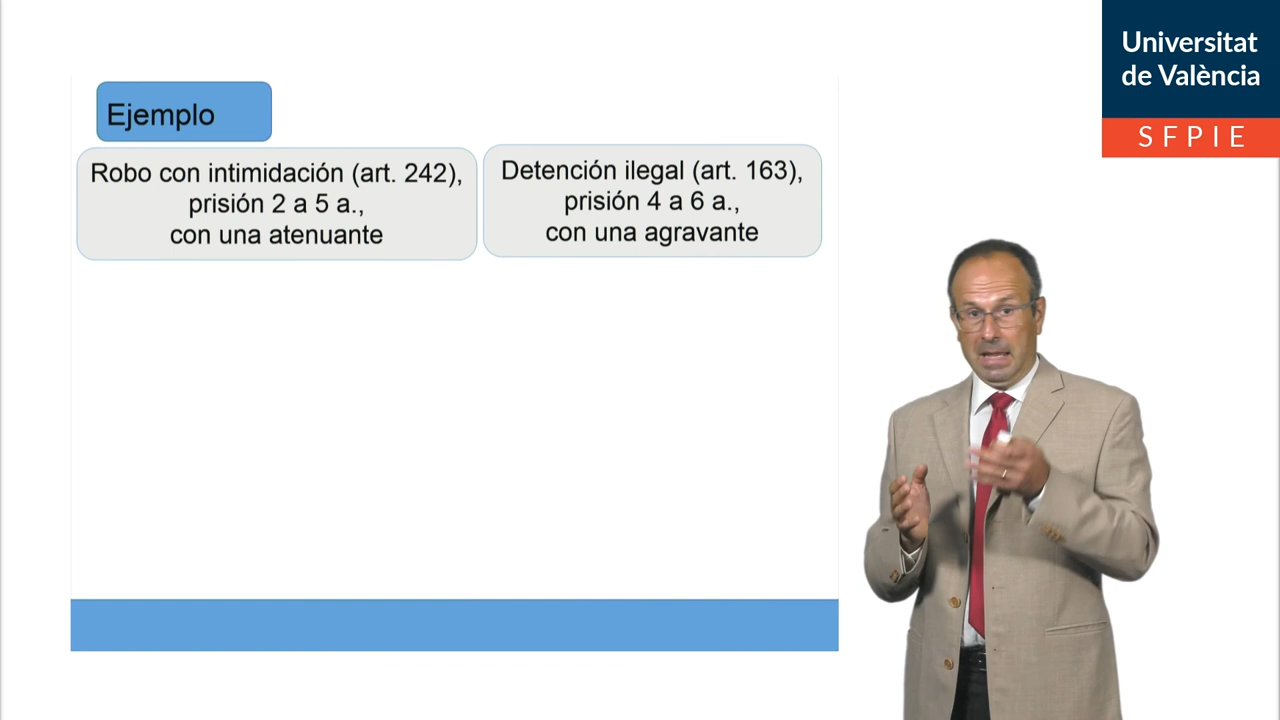 Universitat
de València
SFPIE
Ejemplo
Robo con intimidación (art. 242),
prisión 2 a 5 a.,
con una atenuante
Detención ilegal (art. 163),
prisión 4 a 6 a.,
con una agravante